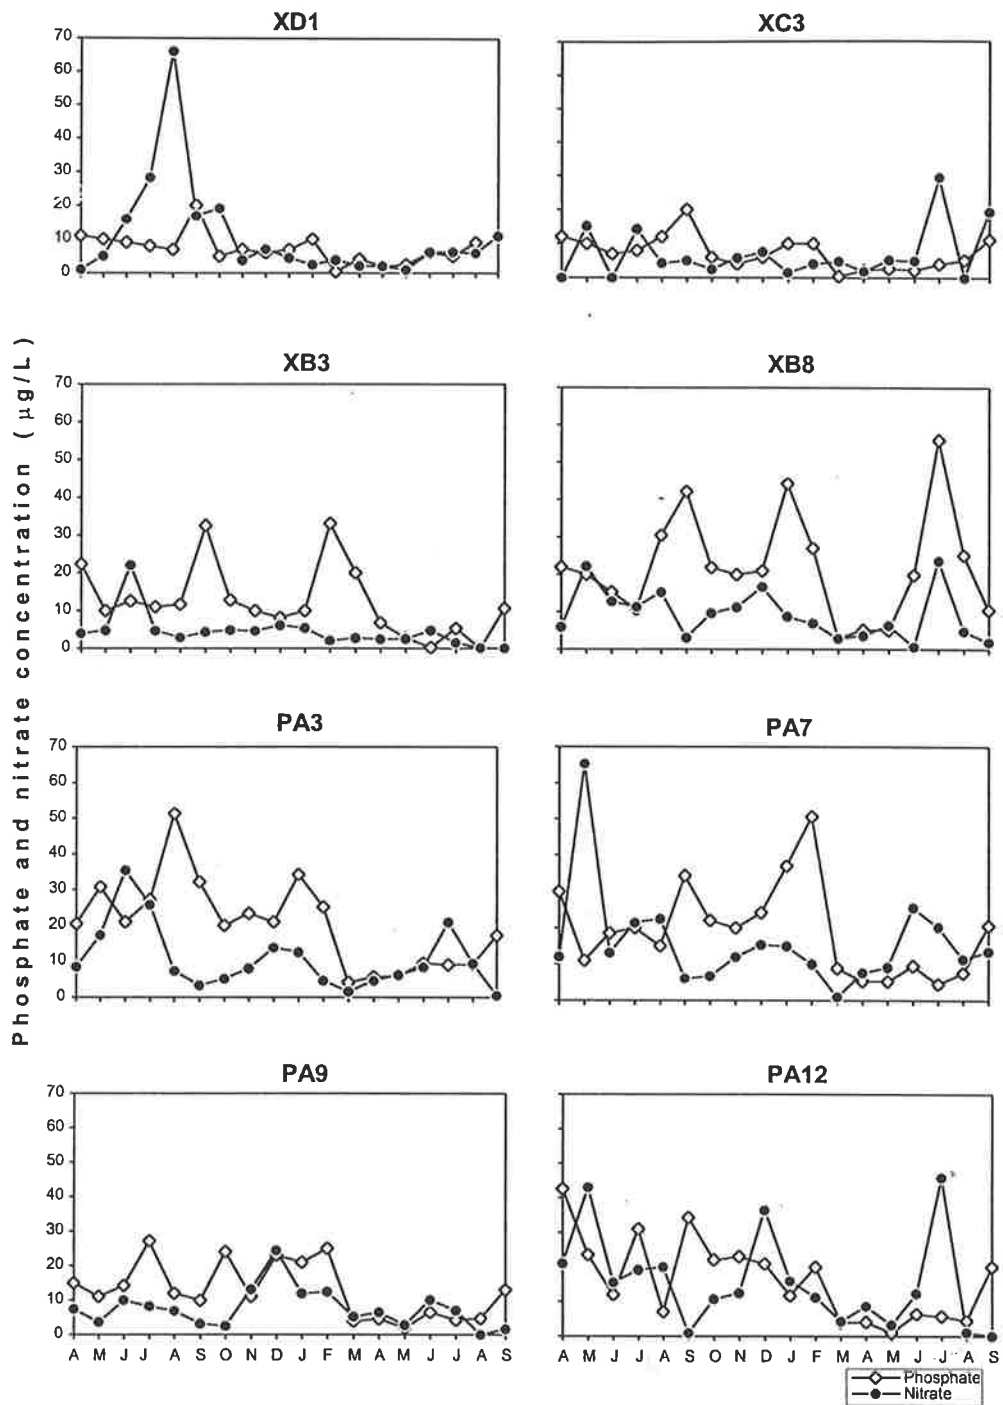 XD1
XC3
70
60
50
40
30
20
10
0
XB3
XB8
70
60
50
40
30
20
10
0
PA3
PA7
70
60
50
40
30
20
10
0
PA9
PA12
70
60
50
40
30
20
10
0
A M J J A S O N D J F M A M J J A S
A M J J A S O N D J F M A M J J A S
Phosphate and nitrate concentration (µg/L)
Phosphate
Nitrate